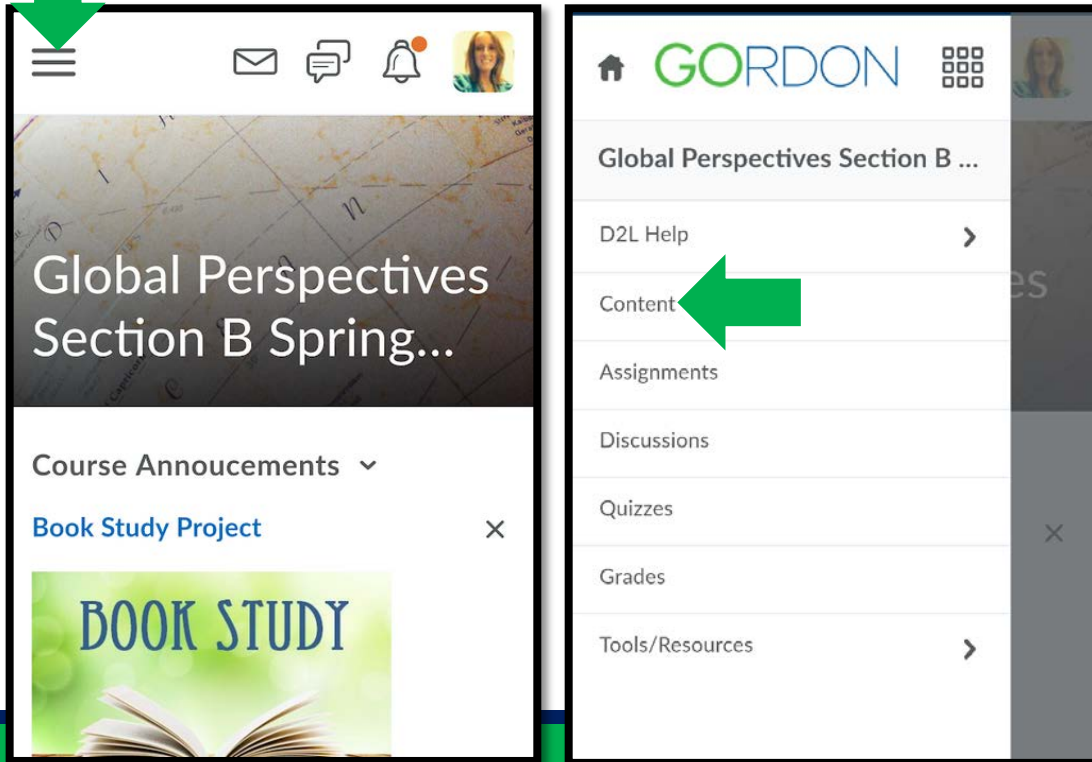 Global Perspectives
Section B Spring...
Course Annoucements
Book Study Project
BOOK STUDY
GORDON
Global Perspectives Section B ...
D2L Help
Content
Assignments
Discussions
Quizzes
Grades
Tools/Resources
es